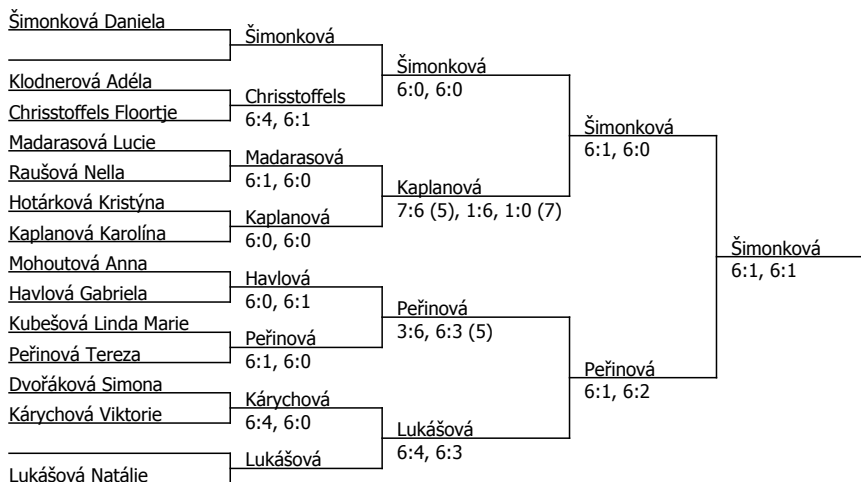 Šimonková Daniela
Klodnerová Adéla
Chrisstoffels Floortje
Madarasová Lucie
Raušová Nella
Hotárková Kristýna
Kaplanová Karolína
Mohoutová Anna
Havlová Gabriela
Kubešová Linda Marie
Peřinová Tereza
Dvořáková Simona
Kárychová Viktorie
Lukášová Natálie
Šimonková
Chrisstoffels
6:4, 6:1
Madarasová
6:1, 6:0
Kaplanová
6:0, 6:0
Havlová
6:0, 6:1
Peřinová
6:1, 6:0
Kárychová
6:4, 6:0
Lukášová
Šimonková
6:0, 6:0
Kaplanová
7:6 (5), 1:6, 1:0 (7)
Peřinová
3:6, 6:3 (5)
Lukášová
6:4, 6:3
Šimonková
6:1, 6:0
Peřinová
6:1, 6:2
Šimonková
6:1, 6:1